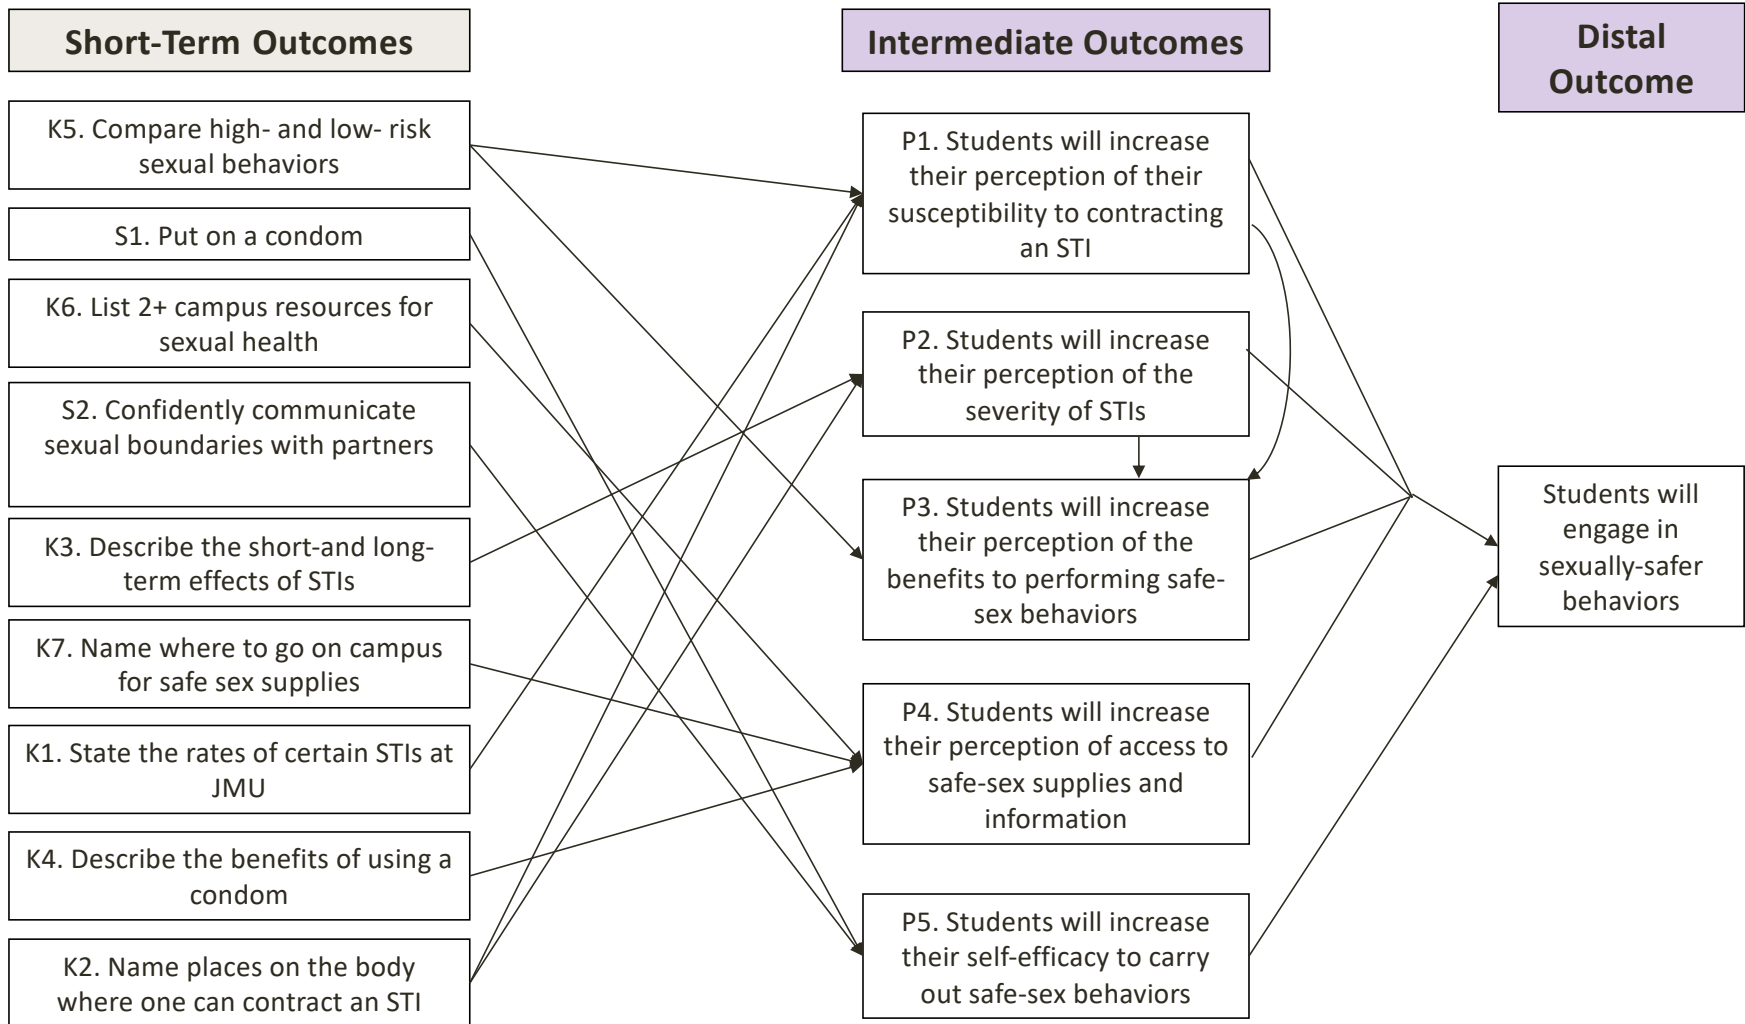 Short-Term Outcomes
K5. Compare high- and low- risk
sexual behaviors
S1. Put on a condom
K6. List 2+ campus resources for
sexual health
S2. Confidently communicate
sexual boundaries with partners
K3. Describe the short-and long-
term effects of STIs
K7. Name where to go on campus
for safe sex supplies
K1. State the rates of certain STIs at
JMU
K4. Describe the benefits of using a
condom
K2. Name places on the body
where one can contract an STI
Intermediate Outcomes
P1. Students will increase
their perception of their
susceptibility to contracting
an STI
P2. Students will increase
their perception of the
severity of STIs
P3. Students will increase
their perception of the
benefits to performing safe-
sex behaviors
P4. Students will increase
their perception of access to
safe-sex supplies and
information
P5. Students will increase
their self-efficacy to carry
out safe-sex behaviors
Distal
Outcome
Students will
engage in
sexually-safer
behaviors